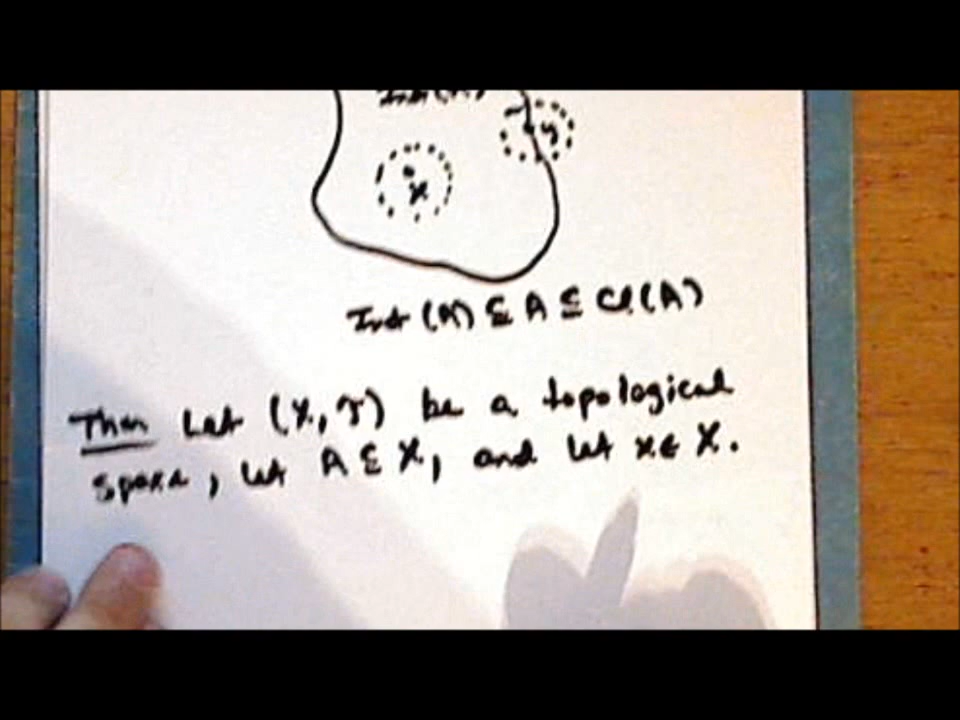 y
x
Int (A) ⊆ A ⊆ Cl(A)
Thm Let (X, T) be a topological
space, let A ⊆ X, and let x ∈ X.